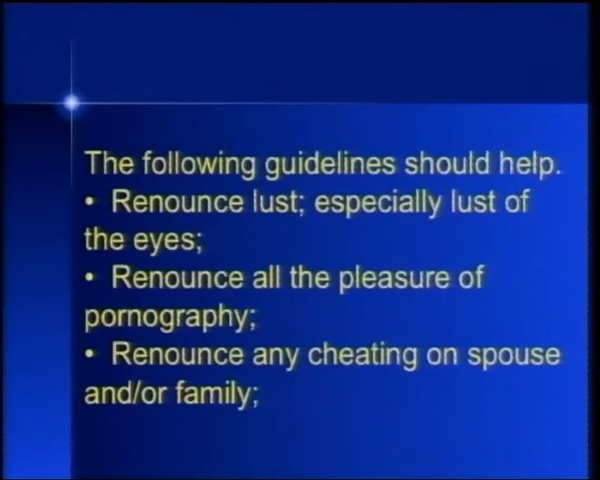 The following guidelines should help.
• Renounce lust; especially lust of
the eyes;
• Renounce all the pleasure of
pornography;
• Renounce any cheating on spouse
and/or family;